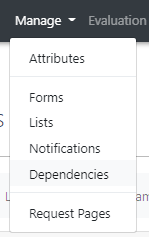 Manage Evaluation
Attributes
Forms
Lists
Notifications
Dependencies
Request Pages